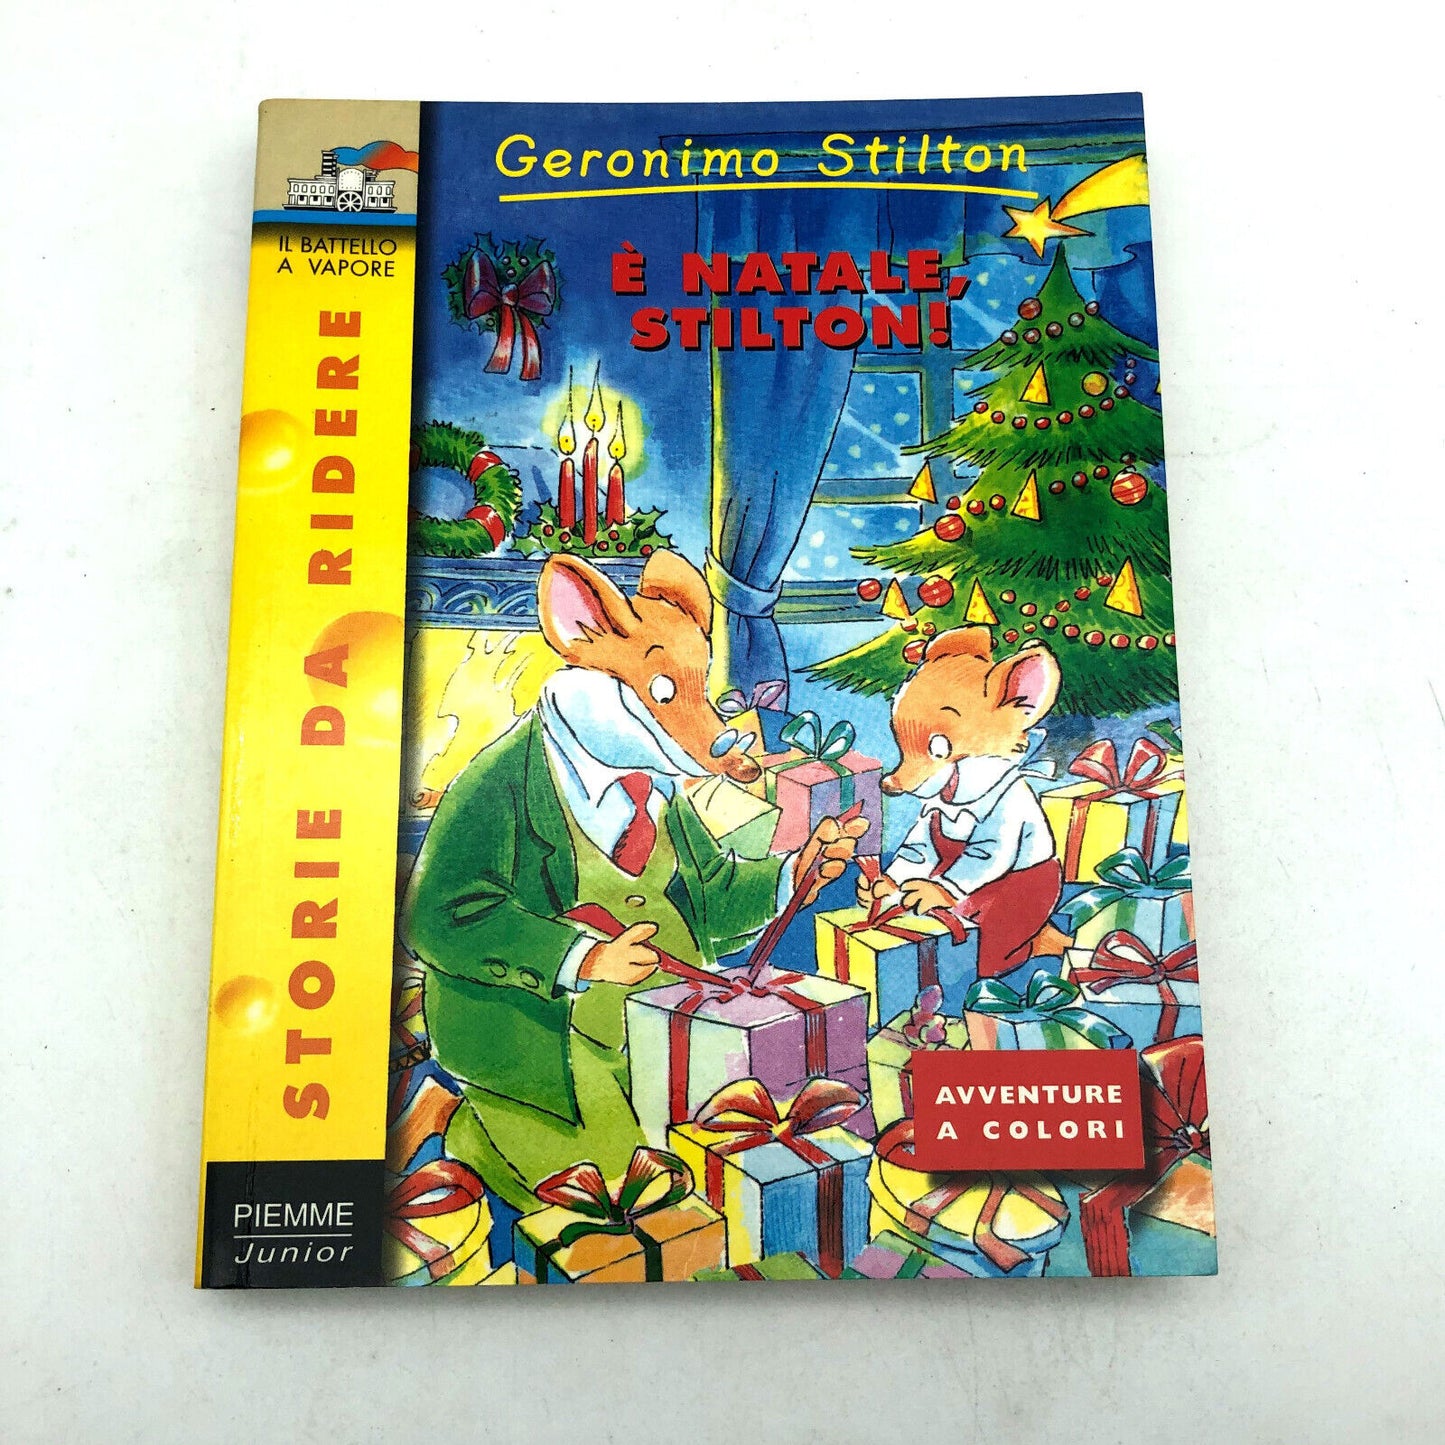 Geronimo Stilton
È NATALE,
STILTON!
IL BATTELLO
A VAPORE
STORIE DA RIDERE
AVVENTURE
A COLORI
PIEMME
Junior